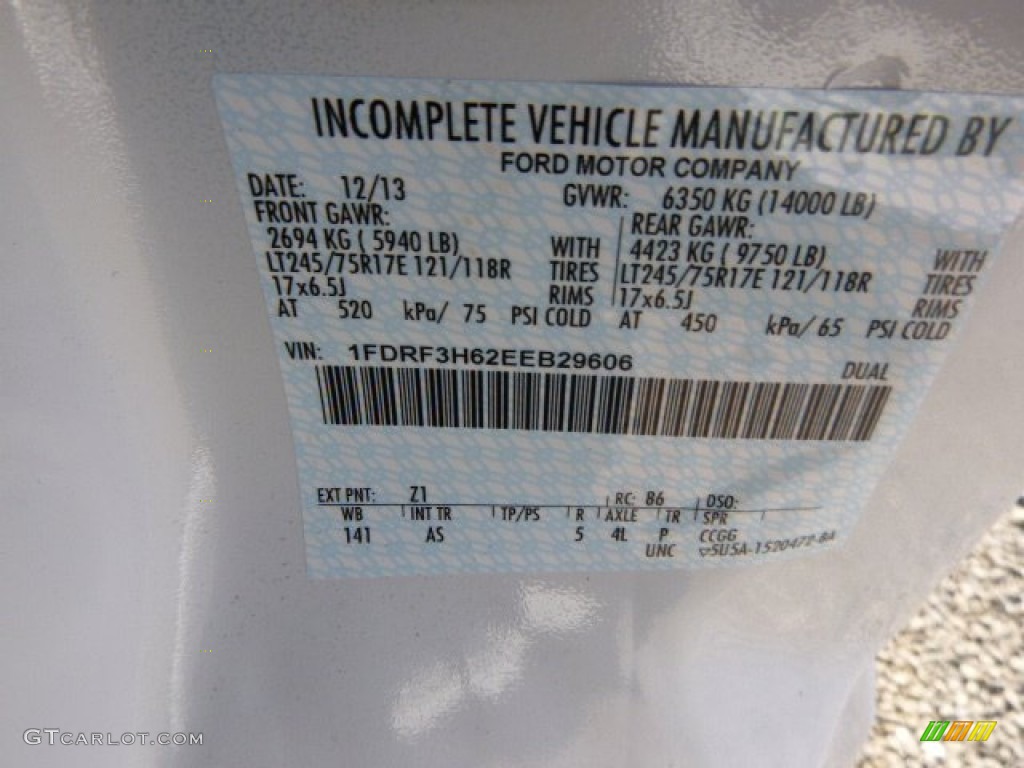 INCOMPLETE VEHICLE MANUFACTURED BY
FORD MOTOR COMPANY
DATE: 12/13 GVWR: 6350 KG (14000 LB)
FRONT GAWR: REAR GAWR:
2694 KG ( 5940 LB) WITH 4423 KG ( 9750 LB) WITH
LT245/75R17E 121/118R TIRES LT245/75R17E 121/118R TIRES
17x6.5J RIMS 17x6.5J RIMS
AT 520 kPa/ 75 PSI COLD AT 450 kPa/ 65 PSI COLD
VIN: 1FDRF3H62EEB29606 DUAL
EXT PNT: Z1 RC: 86 DSO:
WB INT TR TP/PS R AXLE TR SPR
141 AS 5 4L P CCGG
UNC 5U5A-1520472-BA
GTCARLOT.COM